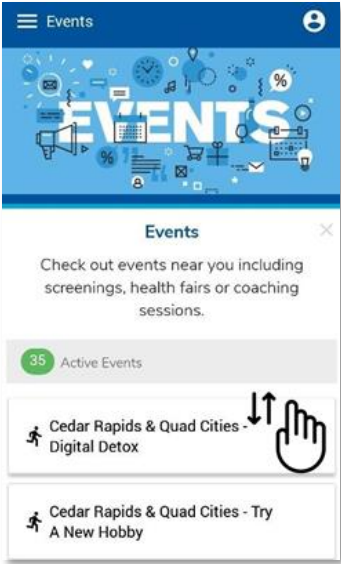 Events
EVENTS
%
%
Events
Check out events near you including
screenings, health fairs or coaching
sessions.
35 Active Events
Cedar Rapids & Quad Cities -
Digital Detox
Cedar Rapids & Quad Cities - Try
A New Hobby